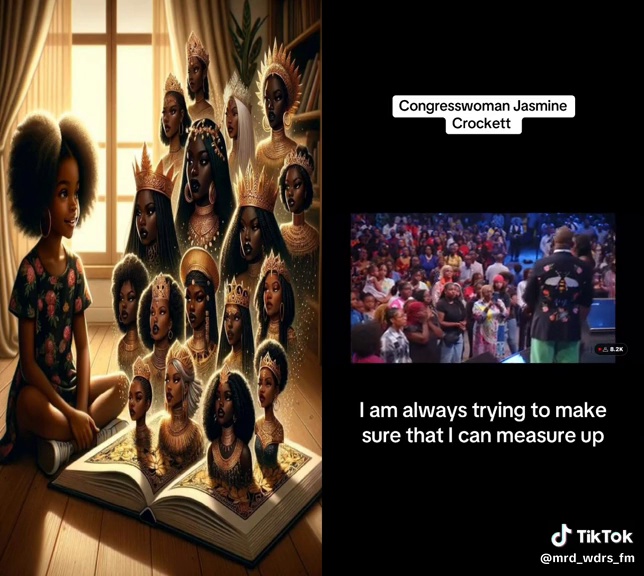 Congresswoman Jasmine
Crockett
8.2K
I am always trying to make
sure that I can measure up
TikTok
@mrd_wdrs_fm